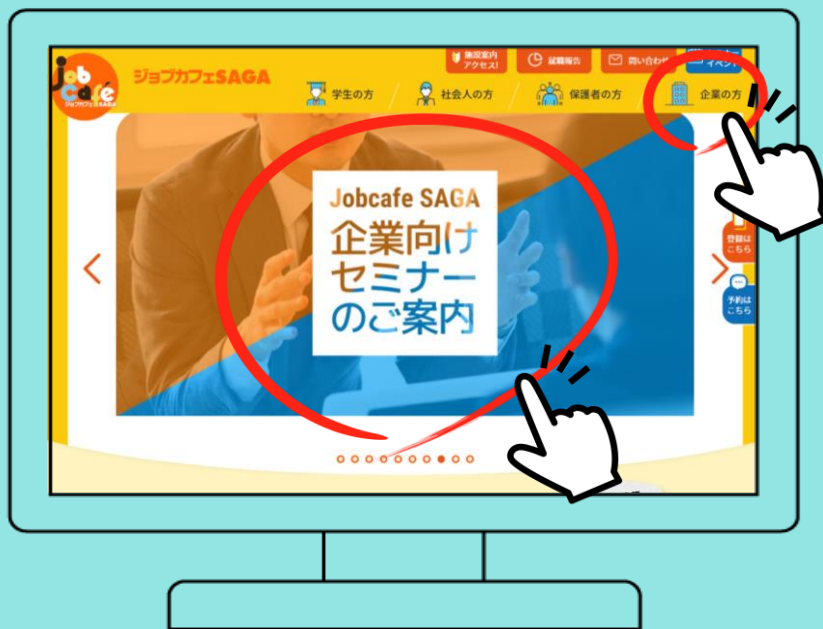 job
Café
ジョブカフェSAGA
ジョブカフェSAGA
施設案内
アクセス!
就職報告
問い合わせ
イベント
学生の方
社会人の方
保護者の方
企業の方
Jobcafe SAGA
企業向け
セミナー
のご案内
登録は
こちら
予約は
こちら